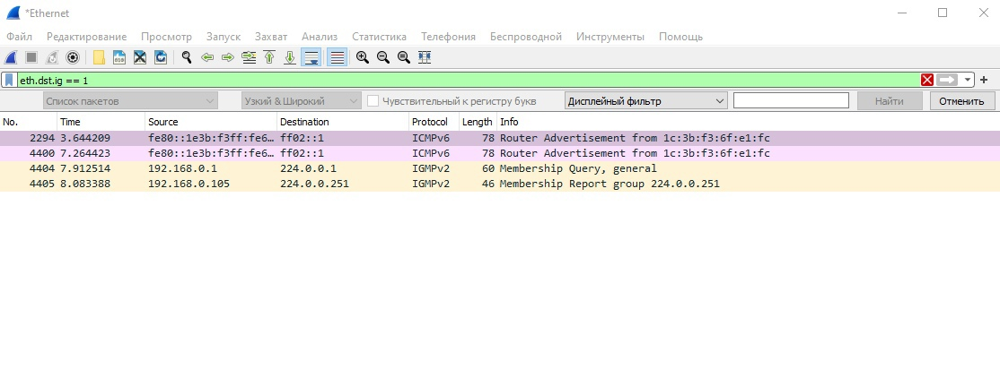 *Ethernet
Файл Редактирование Просмотр Запуск Захват Анализ Статистика Телефония Беспроводной Инструменты Помощь
eth.dst.ig == 1
Список пакетов Узкий & Широкий Чувствительный к регистру букв Дисплейный фильтр Найти Отменить
No. Time Source Destination Protocol Length Info
2294 3.644209 fe80::1e3b:f3ff:fe6… ff02::1 ICMPv6 78 Router Advertisement from 1c:3b:f3:6f:e1:fc
4400 7.264423 fe80::1e3b:f3ff:fe6… ff02::1 ICMPv6 78 Router Advertisement from 1c:3b:f3:6f:e1:fc
4404 7.912514 192.168.0.1 224.0.0.1 IGMPv2 60 Membership Query, general
4405 8.083388 192.168.0.105 224.0.0.251 IGMPv2 46 Membership Report group 224.0.0.251